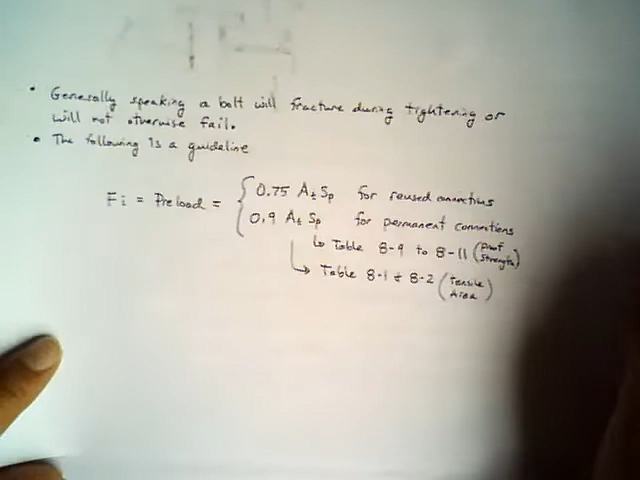 • Generally speaking a bolt will fracture during tightening or
will not otherwise fail.
• The following is a guideline
Fi = Preload = { 0.75 At Sp for reused connections
0.9 At Sp for permanent connections
↳ Table 8-9 to 8-11 (Proof Strength)
↳ Table 8-1 & 8-2 (Tensile Area)